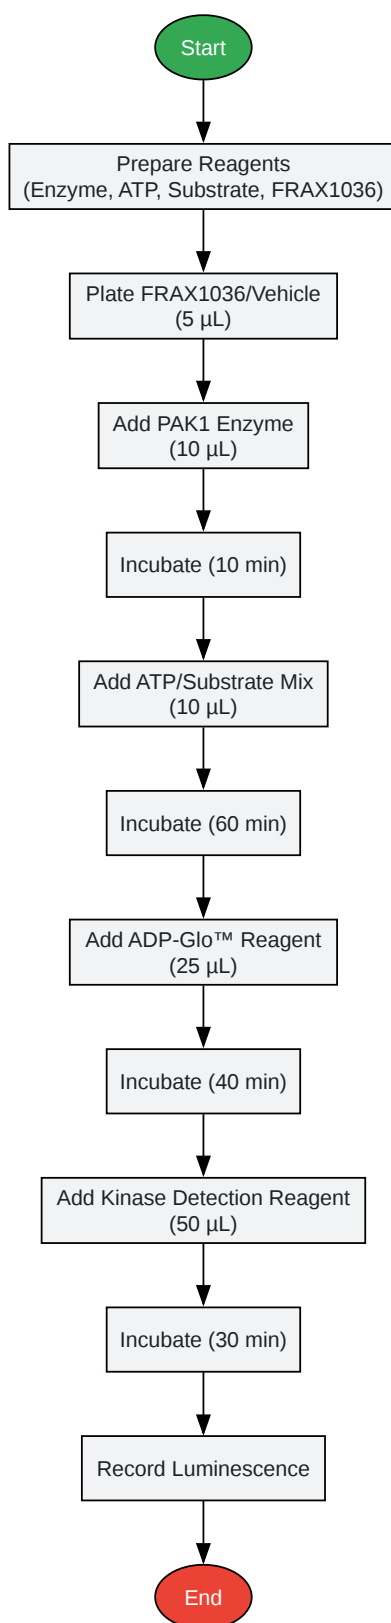 Start
Prepare Reagents
(Enzyme, ATP, Substrate, FRAX1036)
Plate FRAX1036/Vehicle
(5 µL)
Add PAK1 Enzyme
(10 µL)
Incubate (10 min)
Add ATP/Substrate Mix
(10 µL)
Incubate (60 min)
Add ADP-Glo™ Reagent
(25 µL)
Incubate (40 min)
Add Kinase Detection Reagent
(50 µL)
Incubate (30 min)
Record Luminescence
End